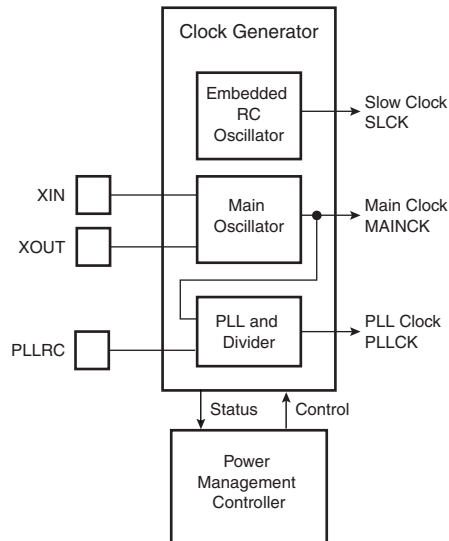 Clock Generator
Embedded
RC
Oscillator
Slow Clock
SLCK
XIN
XOUT
Main
Oscillator
Main Clock
MAINCK
PLLRC
PLL and
Divider
PLL Clock
PLLCK
Status
Control
Power
Management
Controller